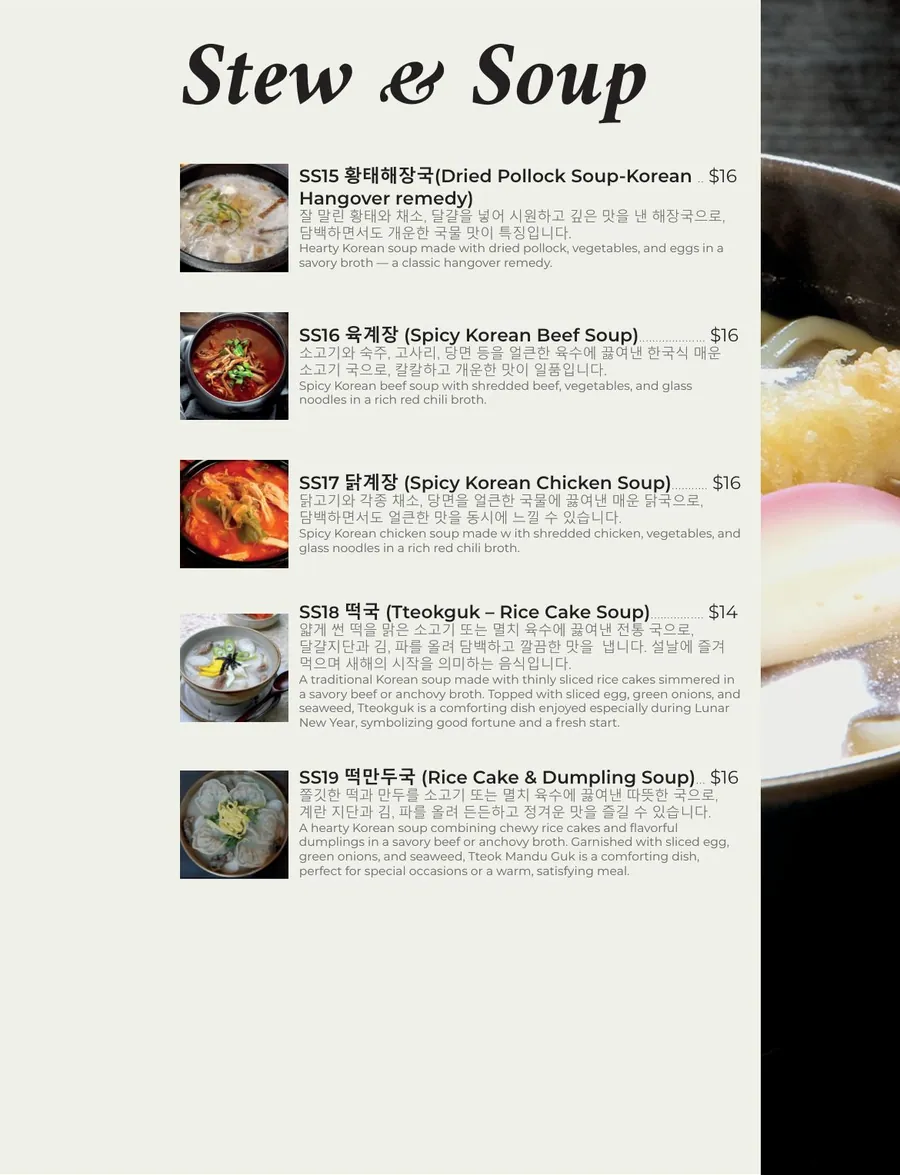 Stew & Soup
SS15 황태해장국(Dried Pollock Soup-Korean .. $16
Hangover remedy)
잘 말린 황태와 채소, 달걀을 넣어 시원하고 깊은 맛을 낸 해장국으로,
담백하면서도 개운한 국물 맛이 특징입니다.
Hearty Korean soup made with dried pollock, vegetables, and eggs in a
savory broth — a classic hangover remedy.
SS16 육계장 (Spicy Korean Beef Soup)..................... $16
소고기와 숙주, 고사리, 당면 등을 얼큰한 육수에 끓여낸 한국식 매운
소고기 국으로, 칼칼하고 개운한 맛이 일품입니다.
Spicy Korean beef soup with shredded beef, vegetables, and glass
noodles in a rich red chili broth.
SS17 닭계장 (Spicy Korean Chicken Soup)........... $16
닭고기와 각종 채소, 당면을 얼큰한 국물에 끓여낸 매운 닭국으로,
담백하면서도 얼큰한 맛을 동시에 느낄 수 있습니다.
Spicy Korean chicken soup made w ith shredded chicken, vegetables, and
glass noodles in a rich red chili broth.
SS18 떡국 (Tteokguk – Rice Cake Soup)................. $14
얇게 썬 떡을 맑은 소고기 또는 멸치 육수에 끓여낸 전통 국으로,
달걀지단과 김, 파를 올려 담백하고 깔끔한 맛을 냅니다. 설날에 즐겨
먹으며 새해의 시작을 의미하는 음식입니다.
A traditional Korean soup made with thinly sliced rice cakes simmered in
a savory beef or anchovy broth. Topped with sliced egg, green onions, and
seaweed, Tteokguk is a comforting dish enjoyed especially during Lunar
New Year, symbolizing good fortune and a fresh start.
SS19 떡만두국 (Rice Cake & Dumpling Soup)... $16
쫄깃한 떡과 만두를 소고기 또는 멸치 육수에 끓여낸 따뜻한 국으로,
계란 지단과 김, 파를 올려 든든하고 정겨운 맛을 즐길 수 있습니다.
A hearty Korean soup combining chewy rice cakes and flavorful
dumplings in a savory beef or anchovy broth. Garnished with sliced egg,
green onions, and seaweed, Tteok Mandu Guk is a comforting dish,
perfect for special occasions or a warm, satisfying meal.